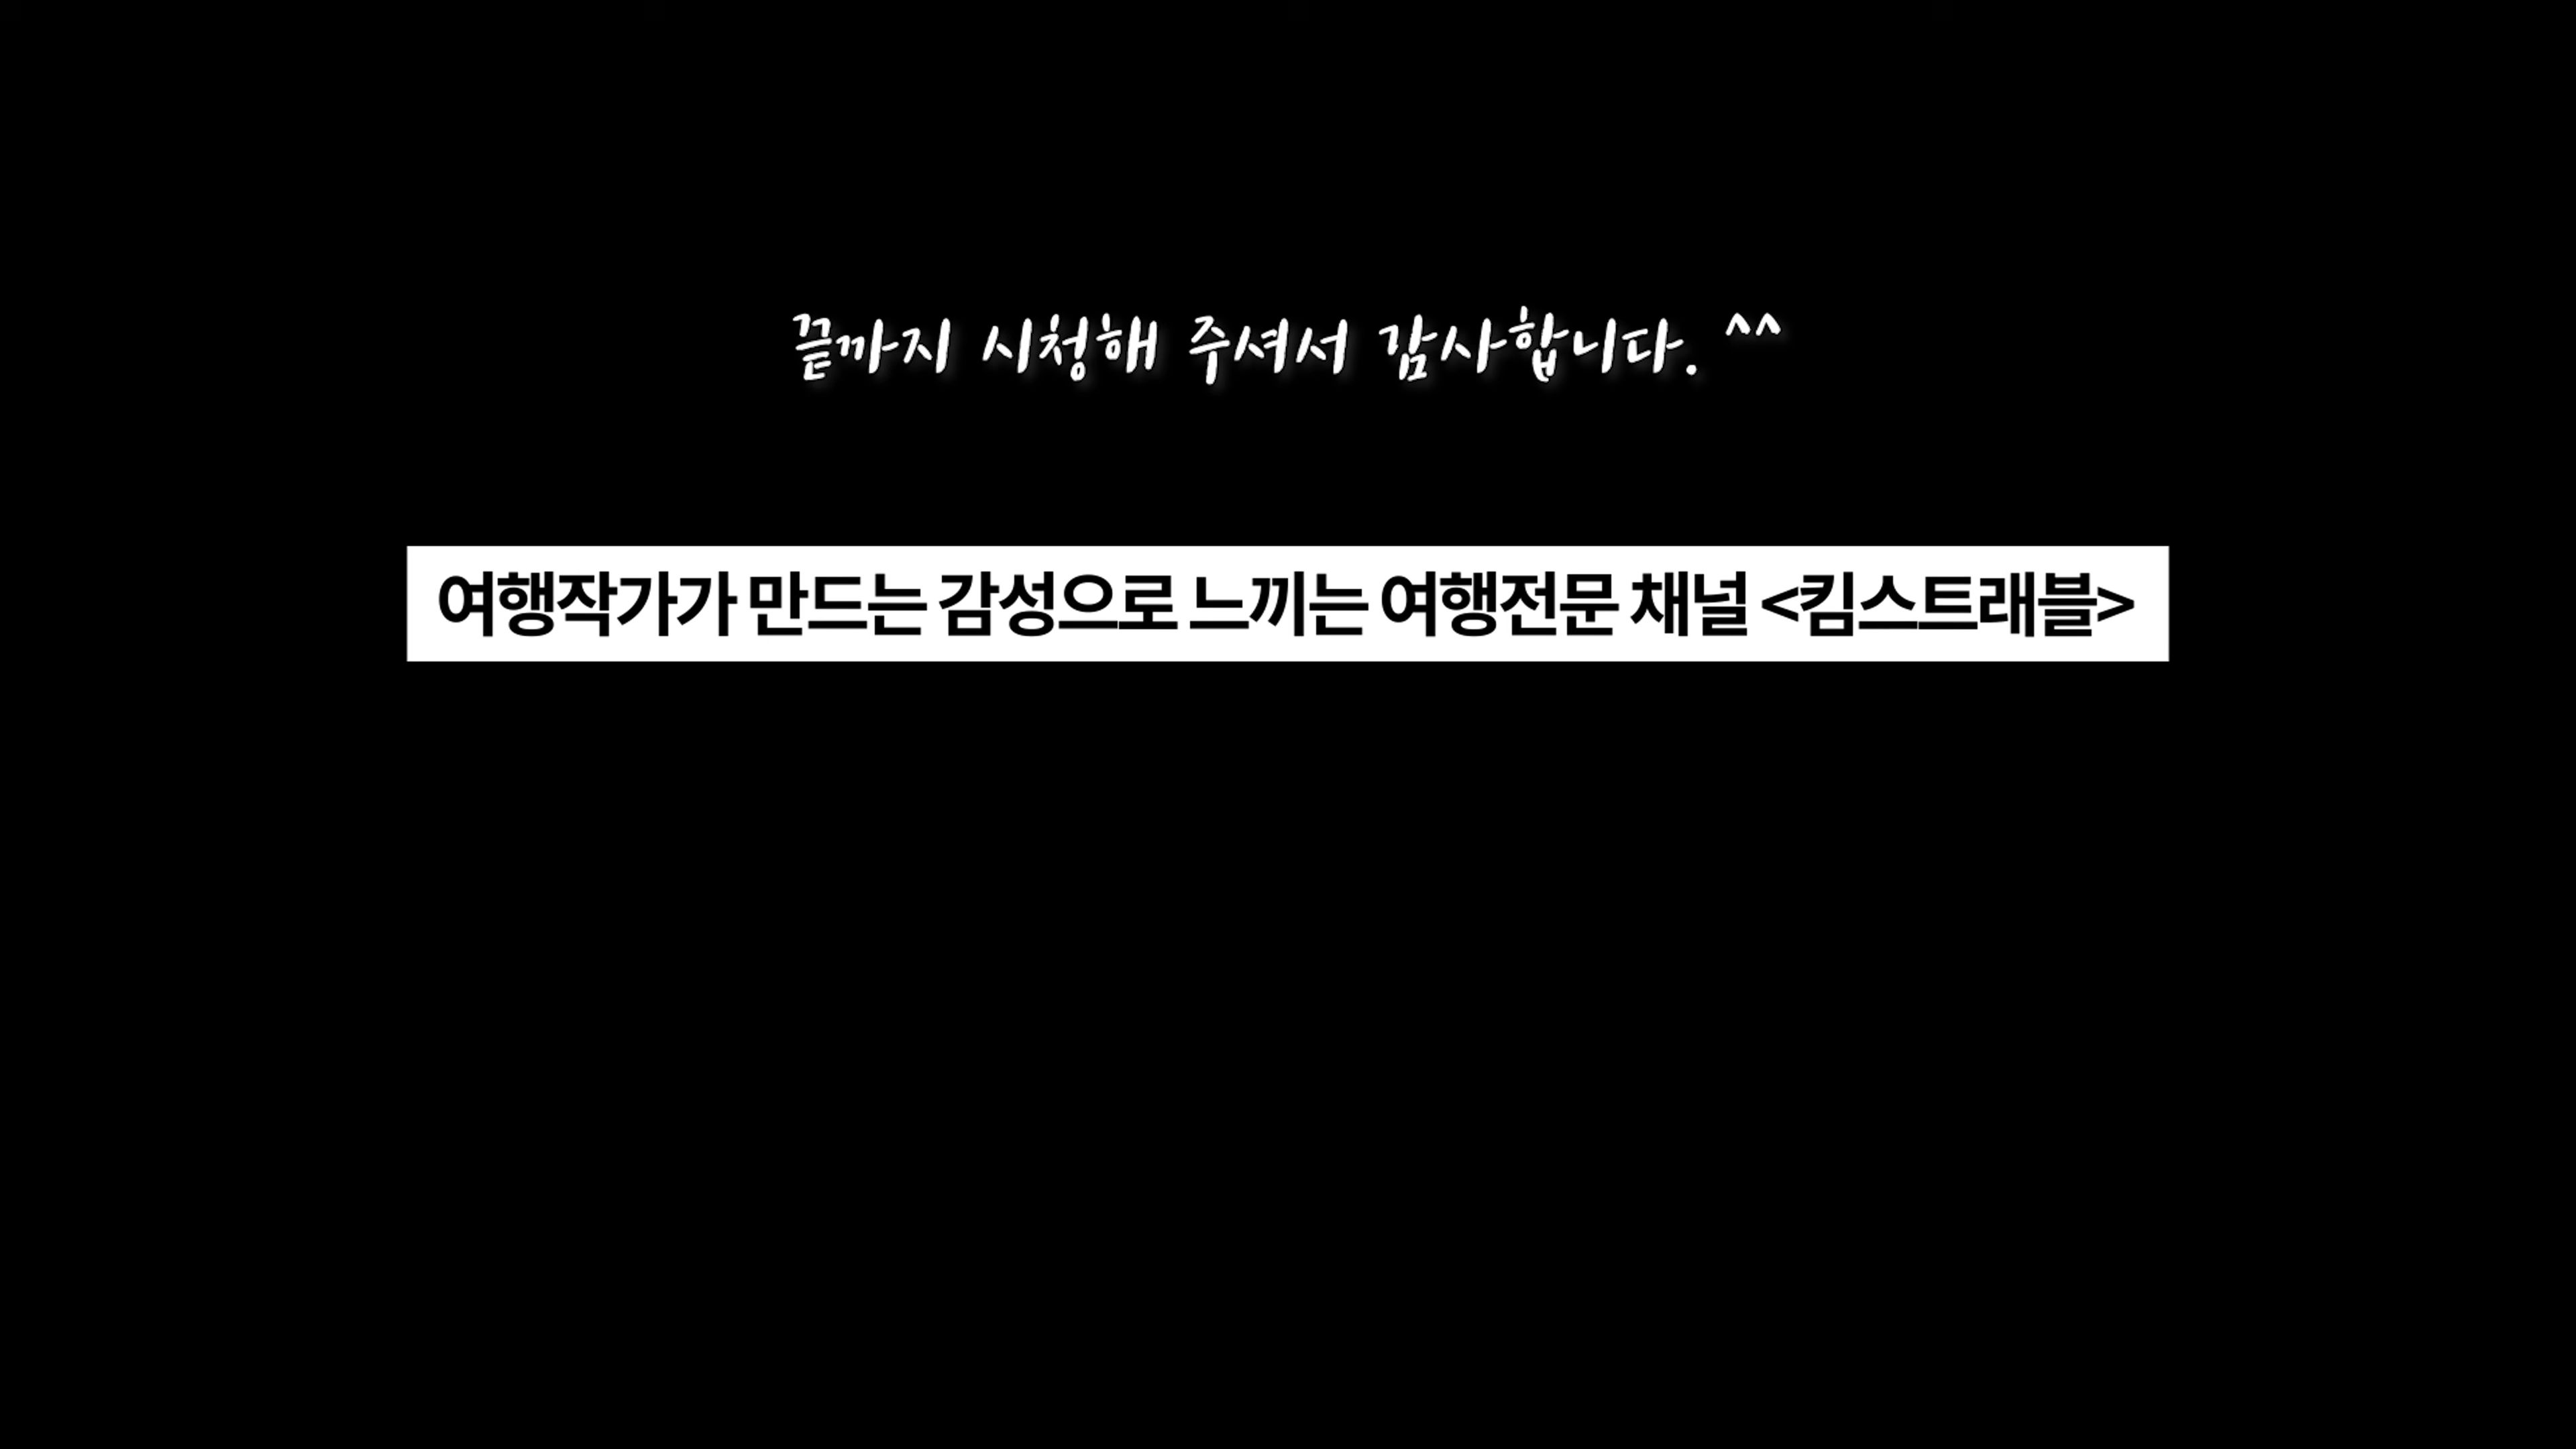 끝까지 시청해 주셔서 감사합니다. ^^
여행작가가 만드는 감성으로 느끼는 여행전문 채널 <킴스트래블>